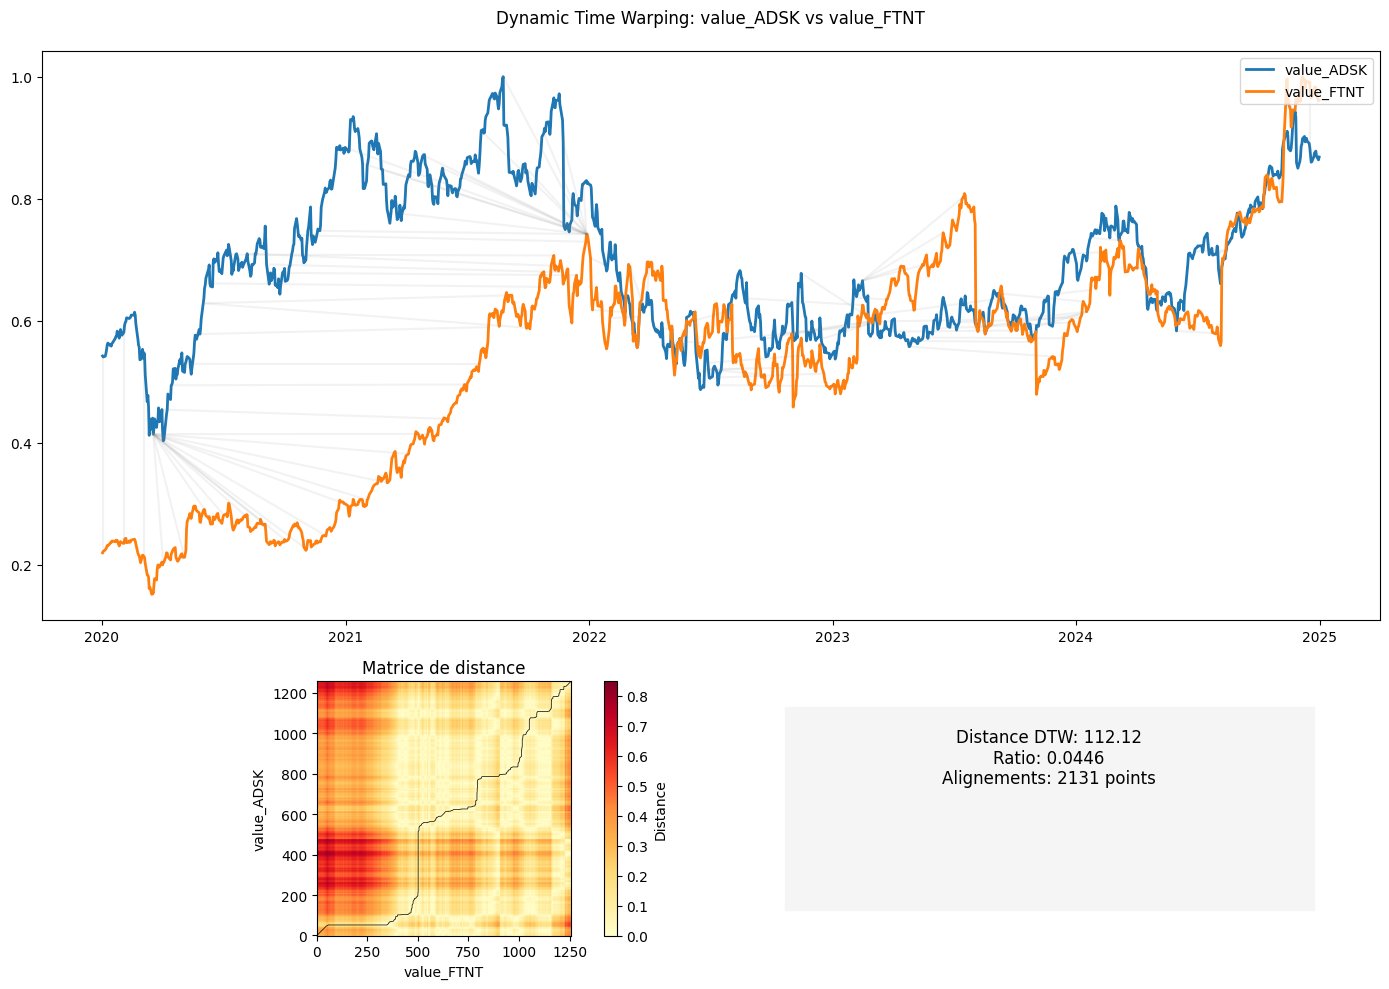 Dynamic Time Warping: value_ADSK vs value_FTNT
value_ADSK
value_FTNT
1.0
0.8
0.6
0.4
0.2
2020 2021 2022 2023 2024 2025
Matrice de distance
value_ADSK
1200
1000
800
600
400
200
0
0 250 500 750 1000 1250
value_FTNT
0.8
0.7
0.6
0.5
0.4
0.3
0.2
0.1
0.0
Distance
Distance DTW: 112.12
Ratio: 0.0446
Alignements: 2131 points